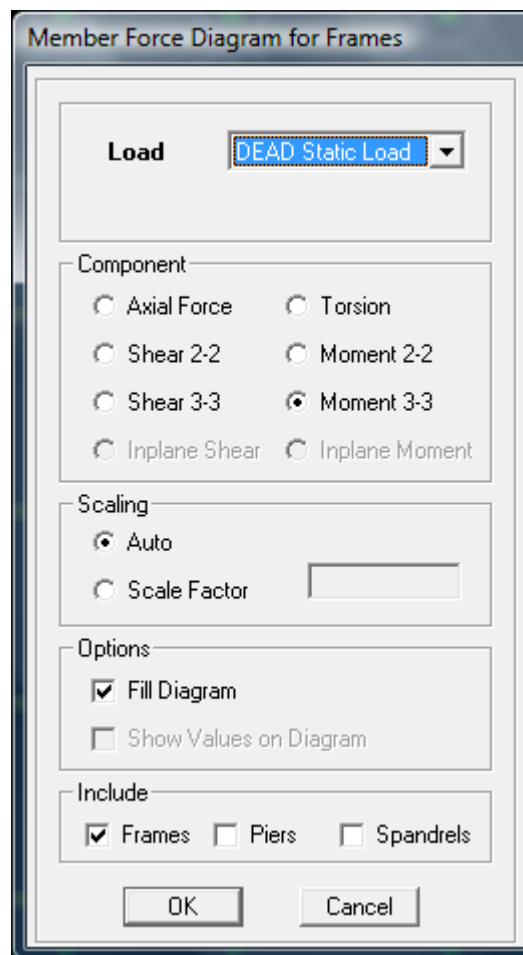 Member Force Diagram for Frames
Load DEAD Static Load
Component
Axial Force Torsion
Shear 2-2 Moment 2-2
Shear 3-3 Moment 3-3
Inplane Shear Inplane Moment
Scaling
Auto
Scale Factor
Options
Fill Diagram
Show Values on Diagram
Include
Frames Piers Spandrels
OK Cancel